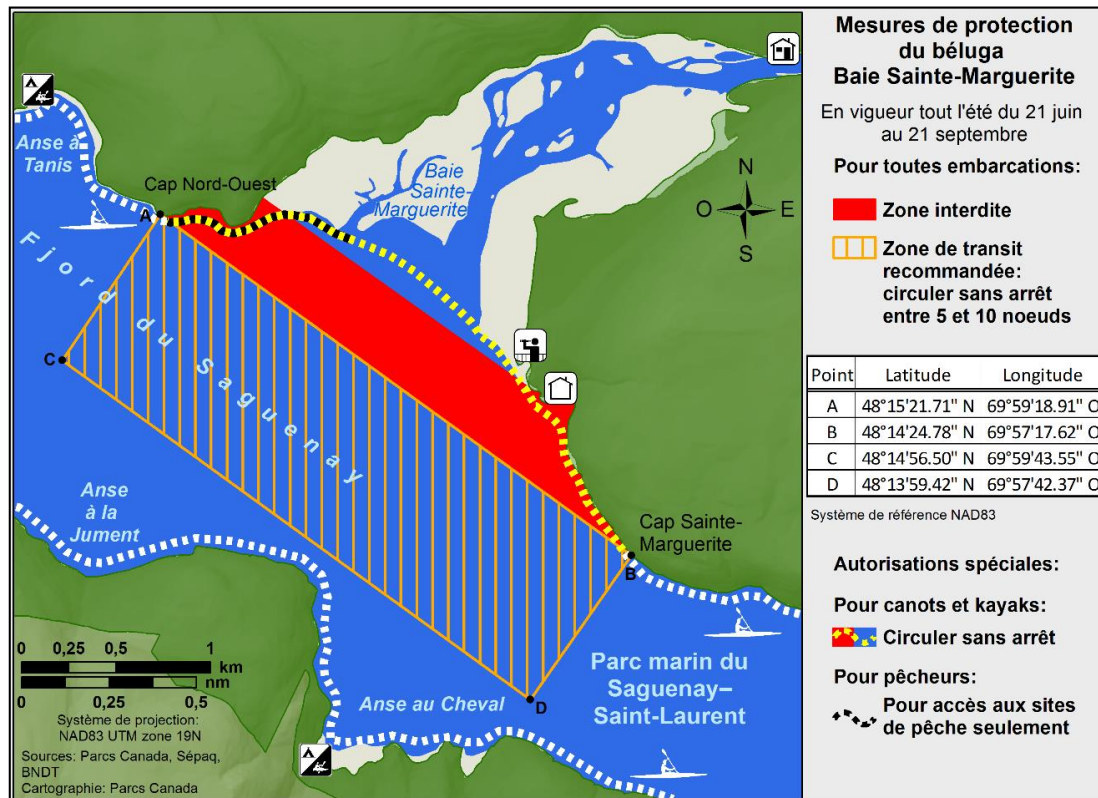 Mesures de protection
du béluga
Baie Sainte-Marguerite
En vigueur tout l'été du 21 juin
au 21 septembre
Pour toutes embarcations:
Zone interdite
Zone de transit
recommandée:
circuler sans arrêt
entre 5 et 10 noeuds
Point Latitude Longitude
A 48°15'21.71" N 69°59'18.91" O
B 48°14'24.78" N 69°57'17.62" O
C 48°14'56.50" N 69°59'43.55" O
D 48°13'59.42" N 69°57'42.37" O
Système de référence NAD83
Autorisations spéciales:
Pour canots et kayaks:
Circuler sans arrêt
Pour pêcheurs:
Pour accès aux sites
de pêche seulement
Anse à
Tanis
Cap Nord-Ouest
Baie
Sainte-
Marguerite
N
O E
S
A
Fjord du Saguenay
C
Anse
à la
Jument
Cap Sainte-
Marguerite
B
Parc marin du
Saguenay–
Saint-Laurent
D
Anse au Cheval
0 0,25 0,5 1
km
nm
0 0,25 0,5
Système de projection:
NAD83 UTM zone 19N
Sources: Parcs Canada, Sépaq,
BNDT
Cartographie: Parcs Canada